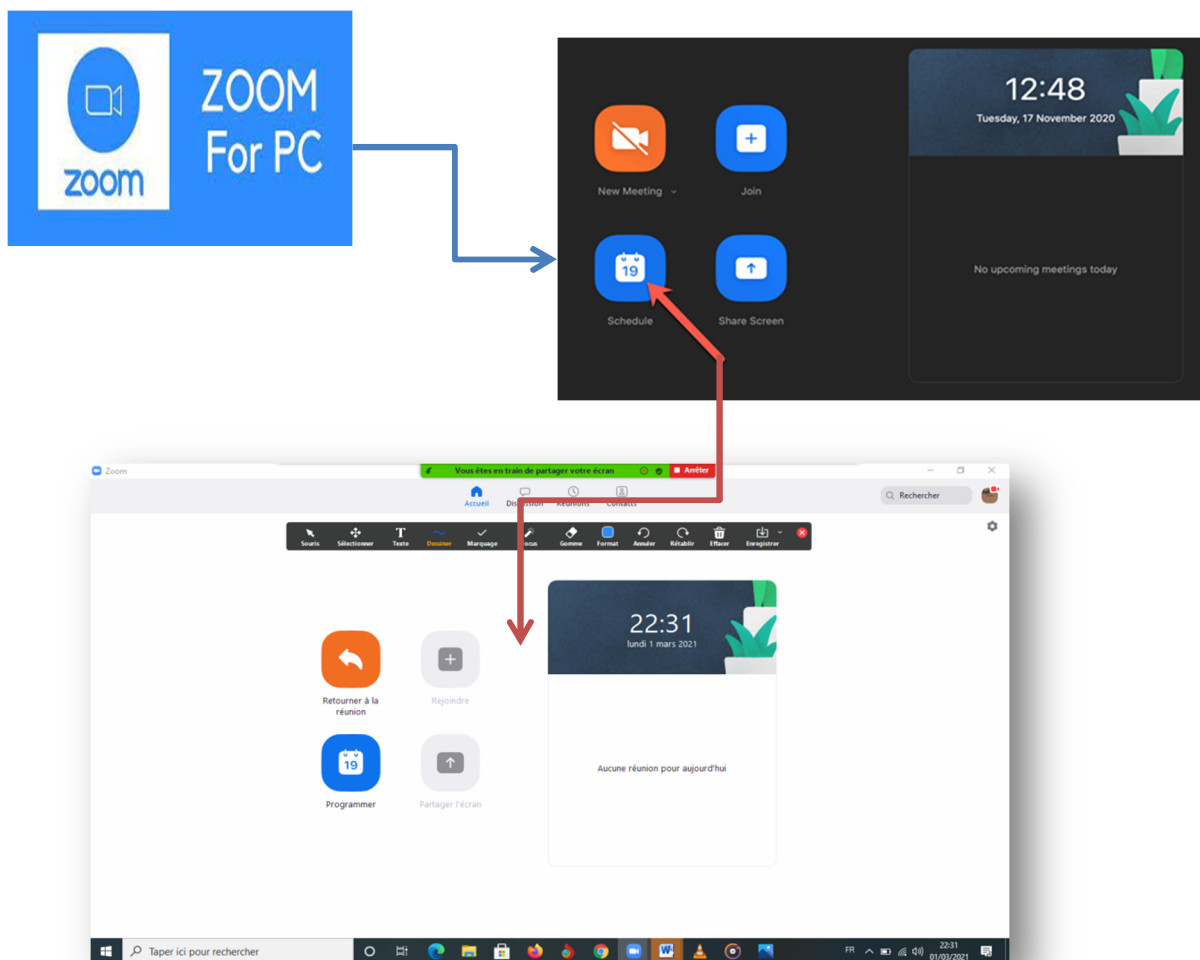 zoom
ZOOM
For PC
12:48
Tuesday, 17 November 2020
New Meeting
Join
19
Schedule
Share Screen
No upcoming meetings today
Zoom
Vous êtes en train de partager votre écran
Arrêter
Accueil
Réunions
Contacts
Rechercher
Souris
Sélectionner
T
Texte
Dessiner
Marquage
Gomme
Format
Annuler
Rétablir
Effacer
Enregistrer
22:31
lundi 1 mars 2021
Retourner à la
réunion
Rejoindre
19
Programmer
Partager l'écran
Aucune réunion pour aujourd'hui
Taper ici pour rechercher
W
FR
22:31
01/03/2021